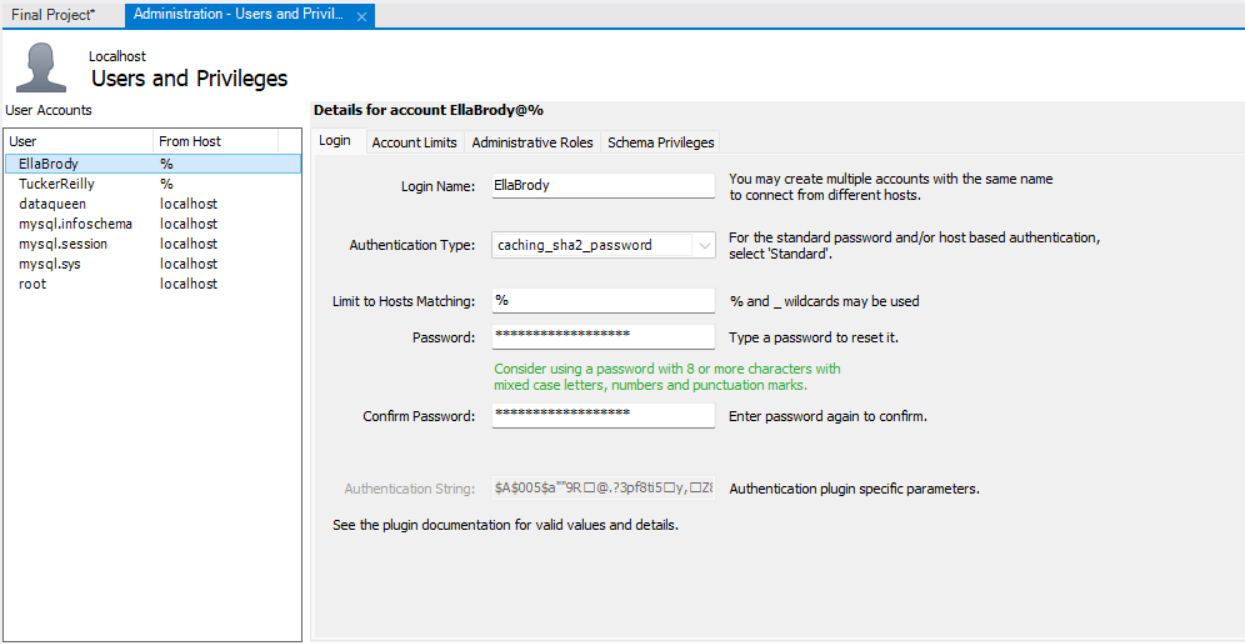 Final Project*
Administration - Users and Privil...
Localhost
Users and Privileges
User Accounts
User From Host
EllaBrody %
TuckerReilly %
dataqueen localhost
mysql.infoschema localhost
mysql.session localhost
mysql.sys localhost
root localhost
Details for account EllaBrody@%
Login Account Limits Administrative Roles Schema Privileges
Login Name: EllaBrody You may create multiple accounts with the same name
to connect from different hosts.
Authentication Type: caching_sha2_password For the standard password and/or host based authentication,
select 'Standard'.
Limit to Hosts Matching: % % and _ wildcards may be used
Password: ****************** Type a password to reset it.
Consider using a password with 8 or more characters with
mixed case letters, numbers and punctuation marks.
Confirm Password: ****************** Enter password again to confirm.
Authentication String: Authentication plugin specific parameters.
See the plugin documentation for valid values and details.